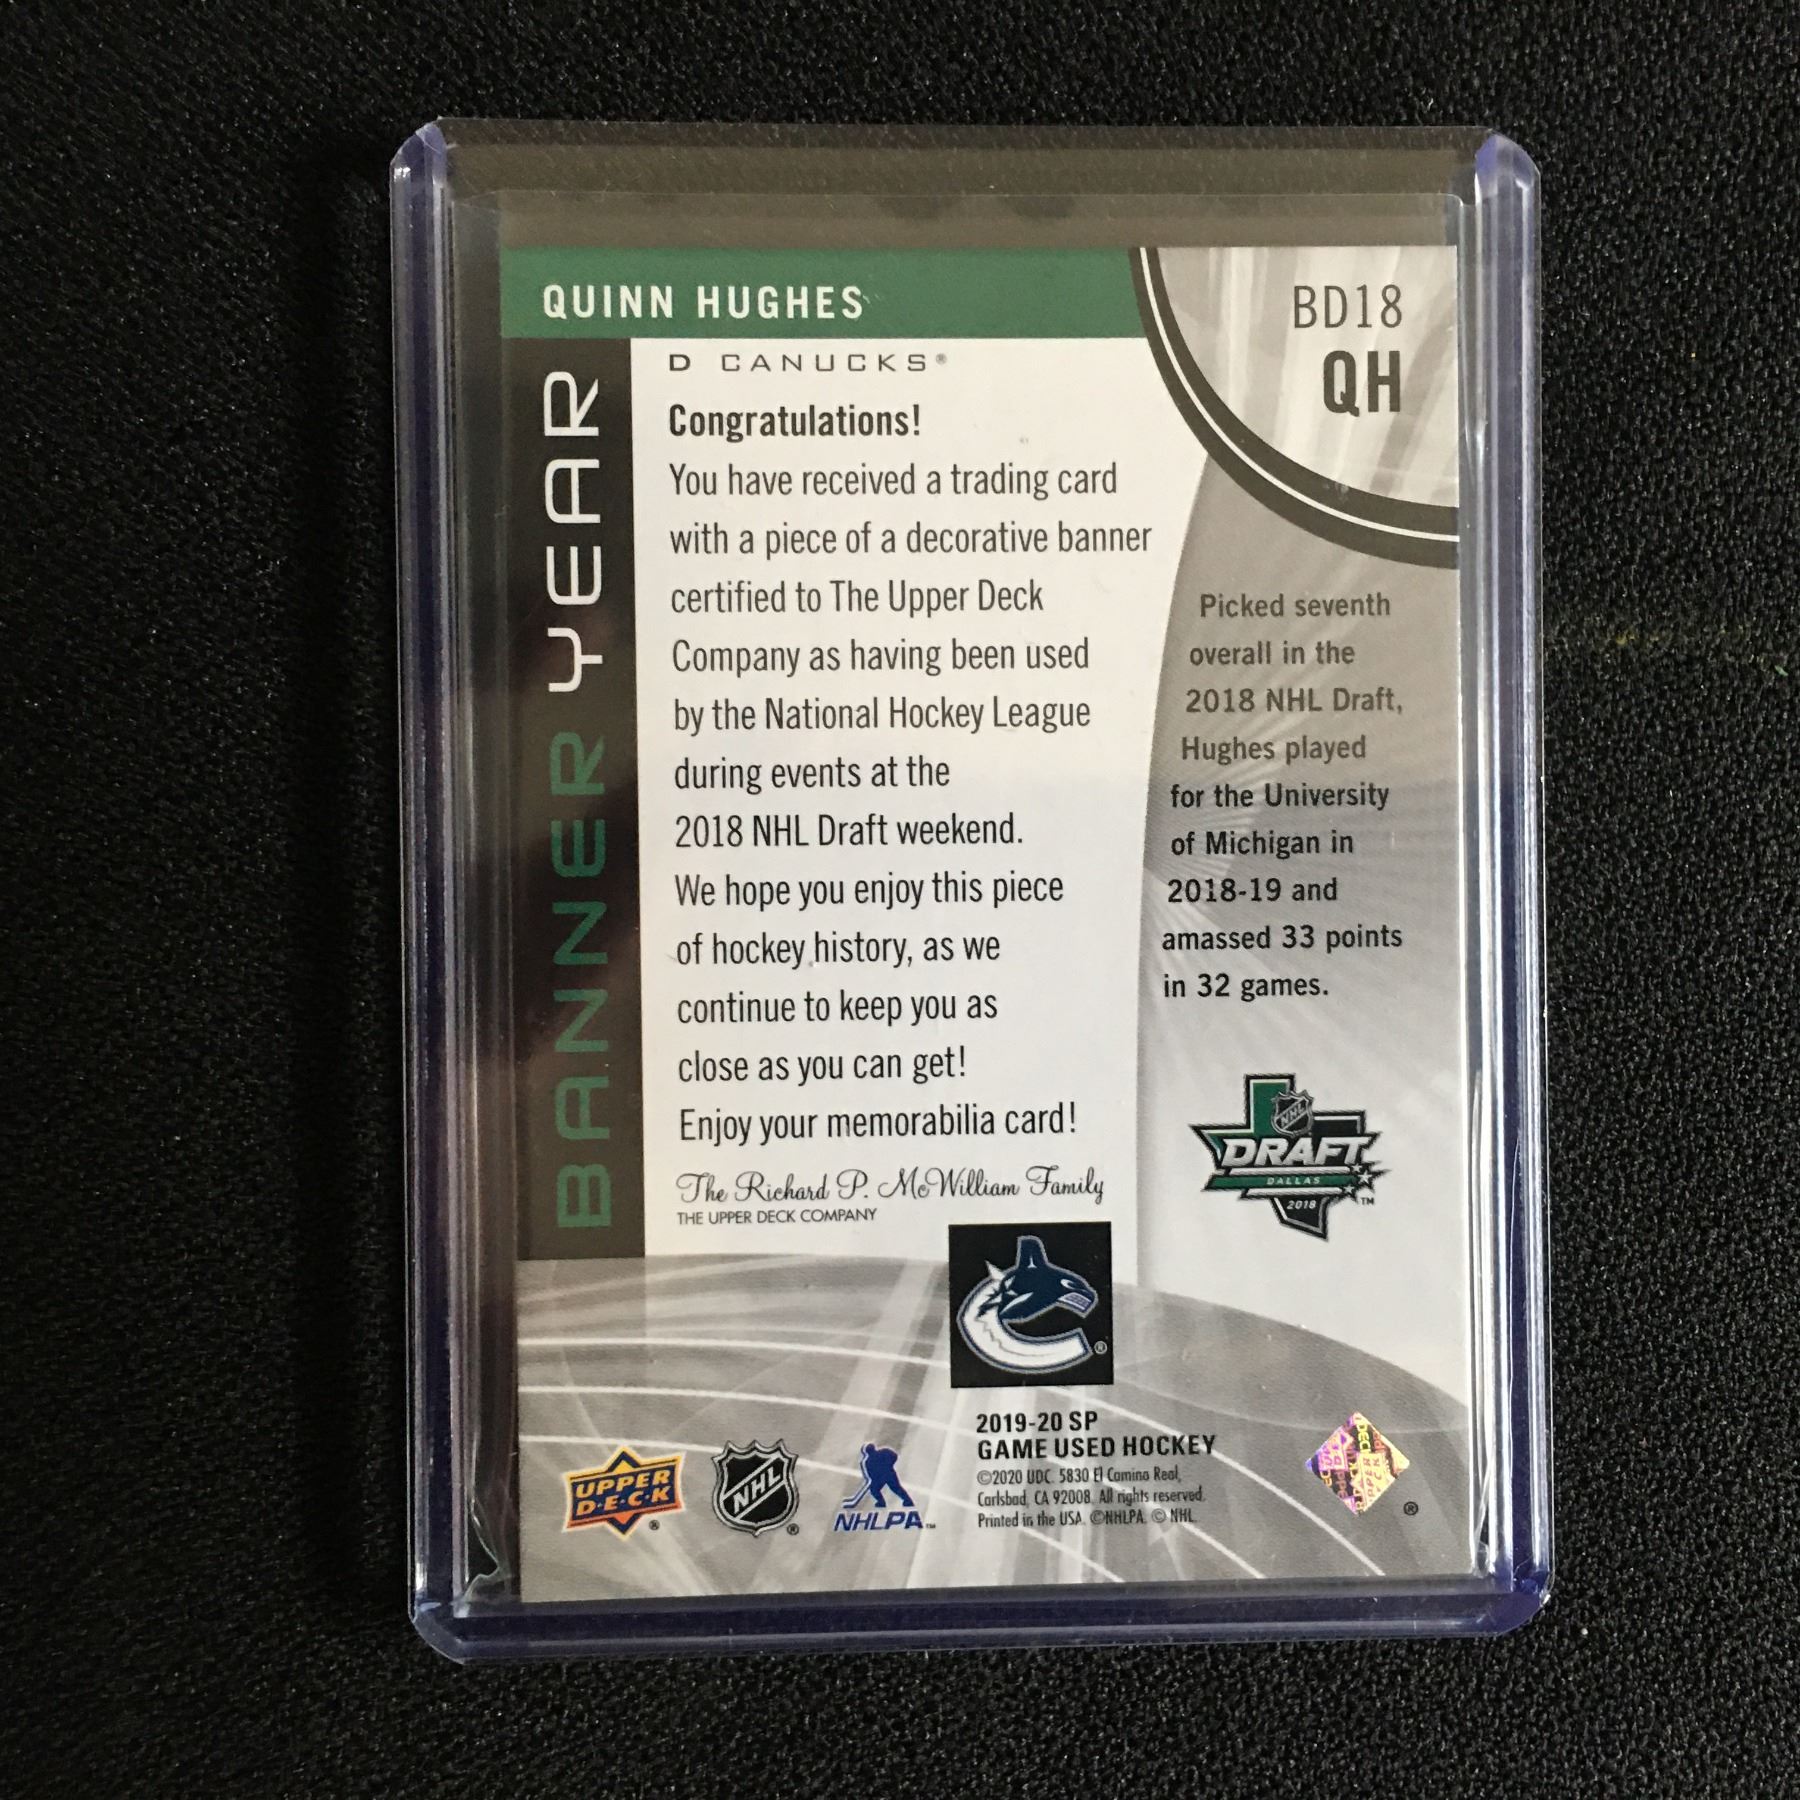 QUINN HUGHES
BD18
QH
D CANUCKS®
BANNER YEAR
Congratulations!
You have received a trading card
with a piece of a decorative banner
certified to The Upper Deck
Company as having been used
by the National Hockey League
during events at the
2018 NHL Draft weekend.
We hope you enjoy this piece
of hockey history, as we
continue to keep you as
close as you can get!
Enjoy your memorabilia card!
The Richard P. McWilliam Family
THE UPPER DECK COMPANY
Picked seventh
overall in the
2018 NHL Draft,
Hughes played
for the University
of Michigan in
2018-19 and
amassed 33 points
in 32 games.
NHL
DRAFT
DALLAS
2018
TM
®
UPPER
D·E·C·K
®
NHL
®
NHLPA™
2019-20 SP
GAME USED HOCKEY
©2020 UDC. 5830 El Camino Real,
Carlsbad, CA 92008. All rights reserved.
Printed in the USA. ©NHLPA. © NHL.
®